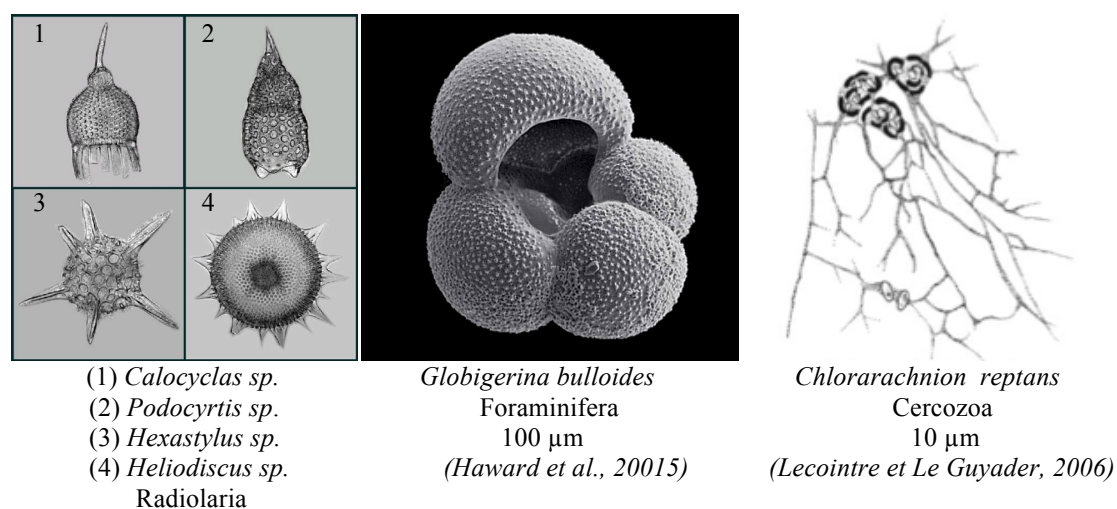 1
2
3
4
(1) Calocyclas sp.
(2) Podocyrtis sp.
(3) Hexastylus sp.
(4) Heliodiscus sp.
Radiolaria
Globigerina bulloides
Foraminifera
100 µm
(Haward et al., 20015)
Chlorarachnion reptans
Cercozoa
10 µm
(Lecointre et Le Guyader, 2006)